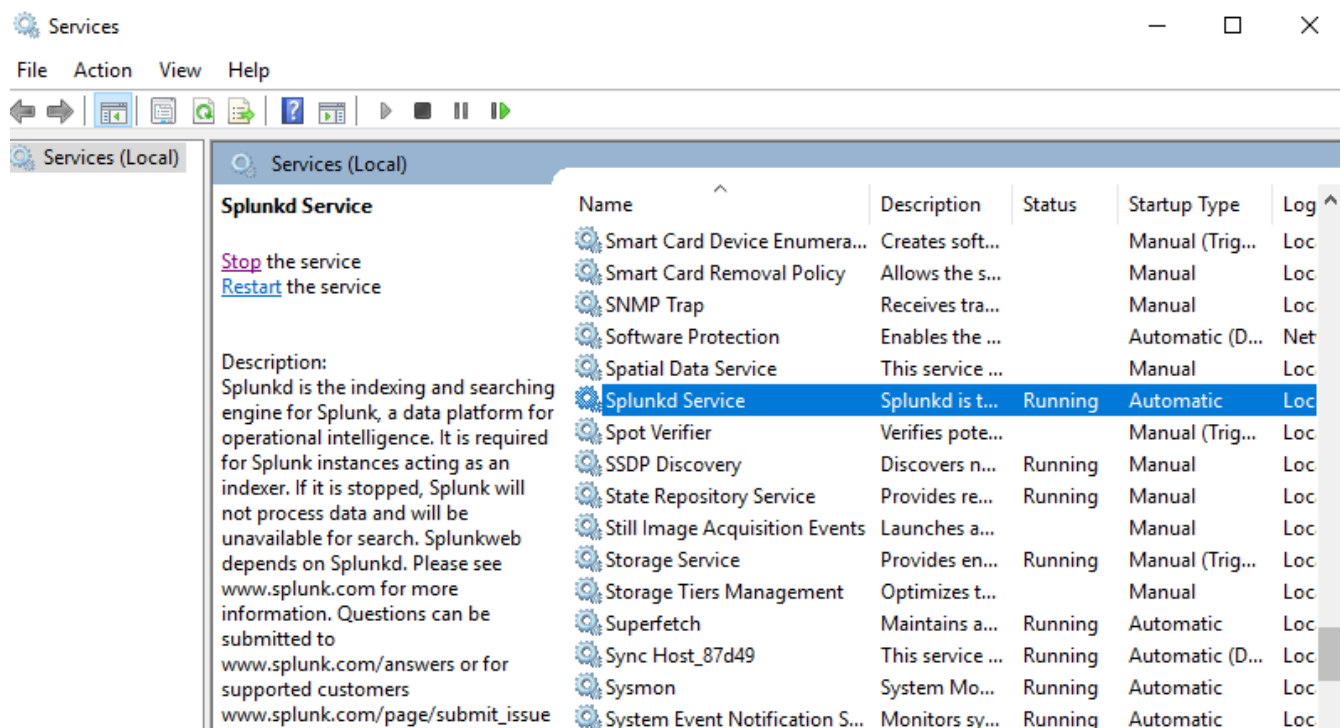 Services
File Action View Help
Services (Local)
Services (Local)
Splunkd Service
Stop the service
Restart the service
Description:
Splunkd is the indexing and searching
engine for Splunk, a data platform for
operational intelligence. It is required
for Splunk instances acting as an
indexer. If it is stopped, Splunk will
not process data and will be
unavailable for search. Splunkweb
depends on Splunkd. Please see
www.splunk.com for more
information. Questions can be
submitted to
www.splunk.com/answers or for
supported customers
www.splunk.com/page/submit_issue
Name Description Status Startup Type Log
Smart Card Device Enumera... Creates soft... Manual (Trig... Loc
Smart Card Removal Policy Allows the s... Manual Loc
SNMP Trap Receives tra... Manual Loc
Software Protection Enables the ... Automatic (D... Net
Spatial Data Service This service ... Manual Loc
Splunkd Service Splunkd is t... Running Automatic Loc
Spot Verifier Verifies pote... Manual (Trig... Loc
SSDP Discovery Discovers n... Running Manual Loc
State Repository Service Provides re... Running Manual Loc
Still Image Acquisition Events Launches a... Manual Loc
Storage Service Provides en... Running Manual (Trig... Loc
Storage Tiers Management Optimizes t... Manual Loc
Superfetch Maintains a... Running Automatic Loc
Sync Host_87d49 This service ... Running Automatic (D... Loc
Sysmon System Mo... Running Automatic Loc
System Event Notification S... Monitors sy... Running Automatic Loc